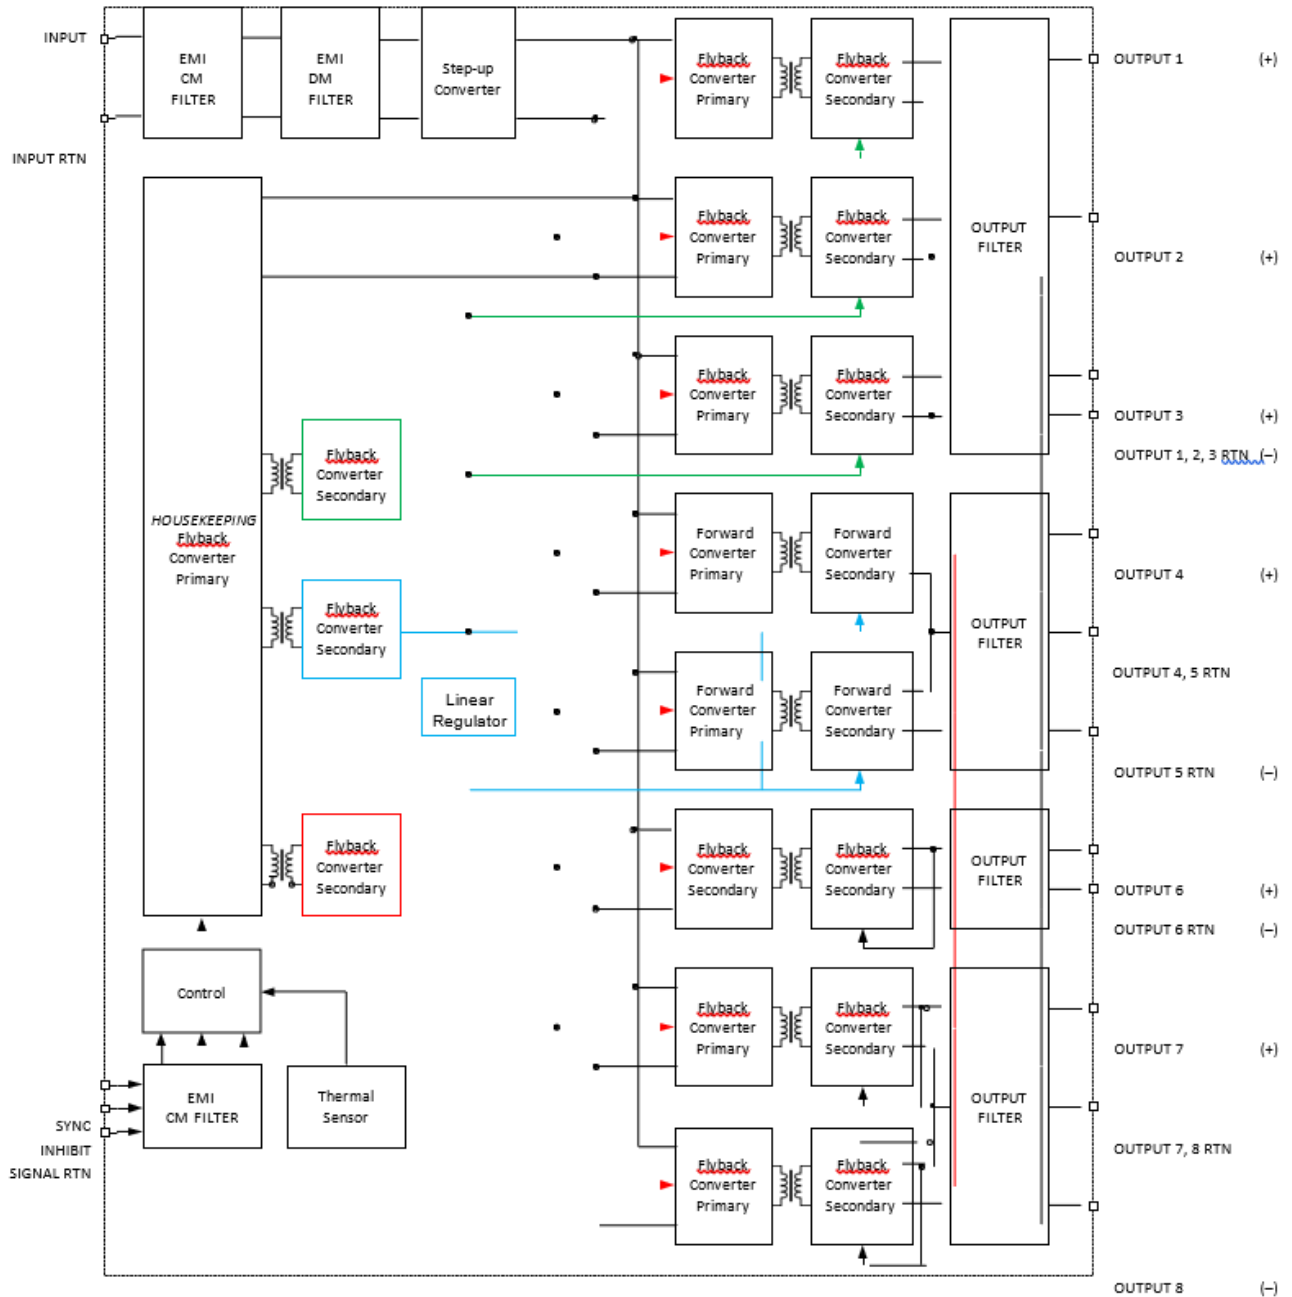 INPUT
EMI
CM
FILTER
EMI
DM
FILTER
Step-up
Converter
INPUT RTN
Flyback
Converter
Primary
Flyback
Converter
Secondary
OUTPUT 1 (+)
Flyback
Converter
Primary
Flyback
Converter
Secondary
OUTPUT
FILTER
OUTPUT 2 (+)
Flyback
Converter
Primary
Flyback
Converter
Secondary
OUTPUT 3 (+)
OUTPUT 1, 2, 3 RTN (–)
HOUSEKEEPING
Flyback
Converter
Primary
Flyback
Converter
Secondary
Flyback
Converter
Secondary
Linear
Regulator
Flyback
Converter
Secondary
Forward
Converter
Primary
Forward
Converter
Secondary
OUTPUT 4 (+)
OUTPUT
FILTER
OUTPUT 4, 5 RTN
Forward
Converter
Primary
Forward
Converter
Secondary
OUTPUT 5 RTN (–)
Flyback
Converter
Secondary
Flyback
Converter
Secondary
OUTPUT
FILTER
OUTPUT 6 (+)
OUTPUT 6 RTN (–)
Control
EMI
CM FILTER
Thermal
Sensor
SYNC
INHIBIT
SIGNAL RTN
Flyback
Converter
Primary
Flyback
Converter
Secondary
OUTPUT 7 (+)
OUTPUT
FILTER
OUTPUT 7, 8 RTN
Flyback
Converter
Primary
Flyback
Converter
Secondary
OUTPUT 8 (–)